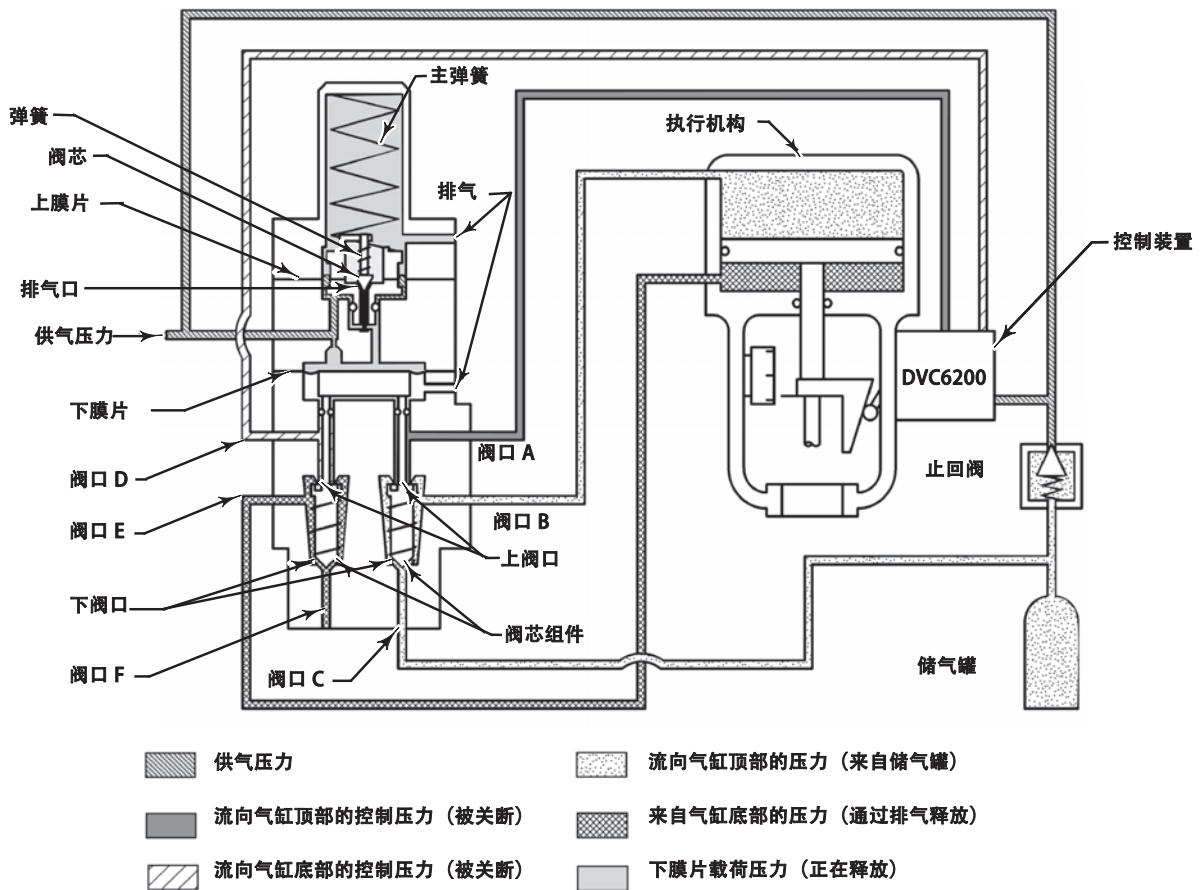 主弹簧
弹簧
执行机构
阀芯
排气
上膜片
控制装置
排气口
供气压力
DVC6200
下膜片
阀口 A
止回阀
阀口 D
阀口 B
阀口 E
上阀口
下阀口
阀芯组件
阀口 F
阀口 C
储气罐
供气压力
流向气缸顶部的压力（来自储气罐）
流向气缸顶部的控制压力（被关断）
来自气缸底部的压力（通过排气释放）
流向气缸底部的控制压力（被关断）
下膜片载荷压力（正在释放）